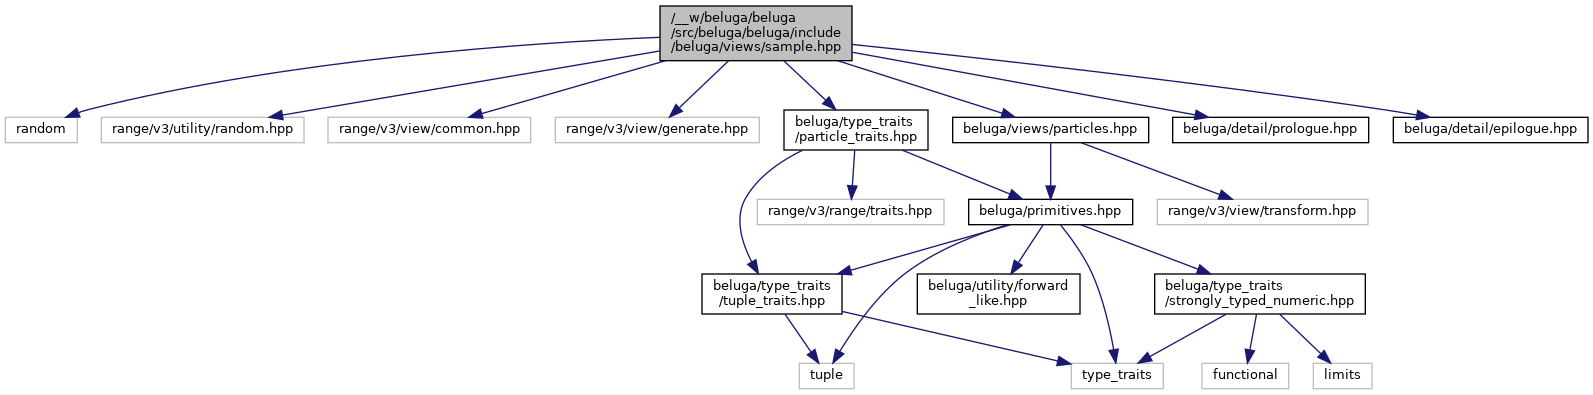 /__w/beluga/beluga
/src/beluga/beluga/include
/beluga/views/sample.hpp
random
range/v3/utility/random.hpp
range/v3/view/common.hpp
range/v3/view/generate.hpp
beluga/type_traits
/particle_traits.hpp
beluga/views/particles.hpp
beluga/detail/prologue.hpp
beluga/detail/epilogue.hpp
range/v3/range/traits.hpp
beluga/primitives.hpp
range/v3/view/transform.hpp
beluga/type_traits
/tuple_traits.hpp
beluga/utility/forward
_like.hpp
beluga/type_traits
/strongly_typed_numeric.hpp
tuple
type_traits
functional
limits